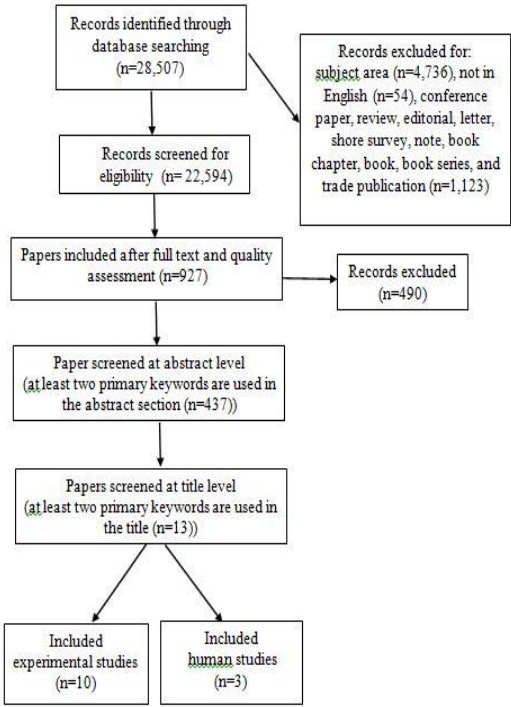 Records identified through
database searching
(n=28,507)
Records excluded for:
subject area (n=4,736), not in
English (n=54), conference
paper, review, editorial, letter,
shore survey, note, book
chapter, book, book series, and
trade publication (n=1,123)
Records screened for
eligibility (n= 22,594)
Papers included after full text and quality
assessment (n=927)
Records excluded
(n=490)
Paper screened at abstract level
(at least two primary keywords are used in
the abstract section (n=437))
Papers screened at title level
(at least two primary keywords are used in
the title (n=13))
Included
experimental studies
(n=10)
Included
human studies
(n=3)